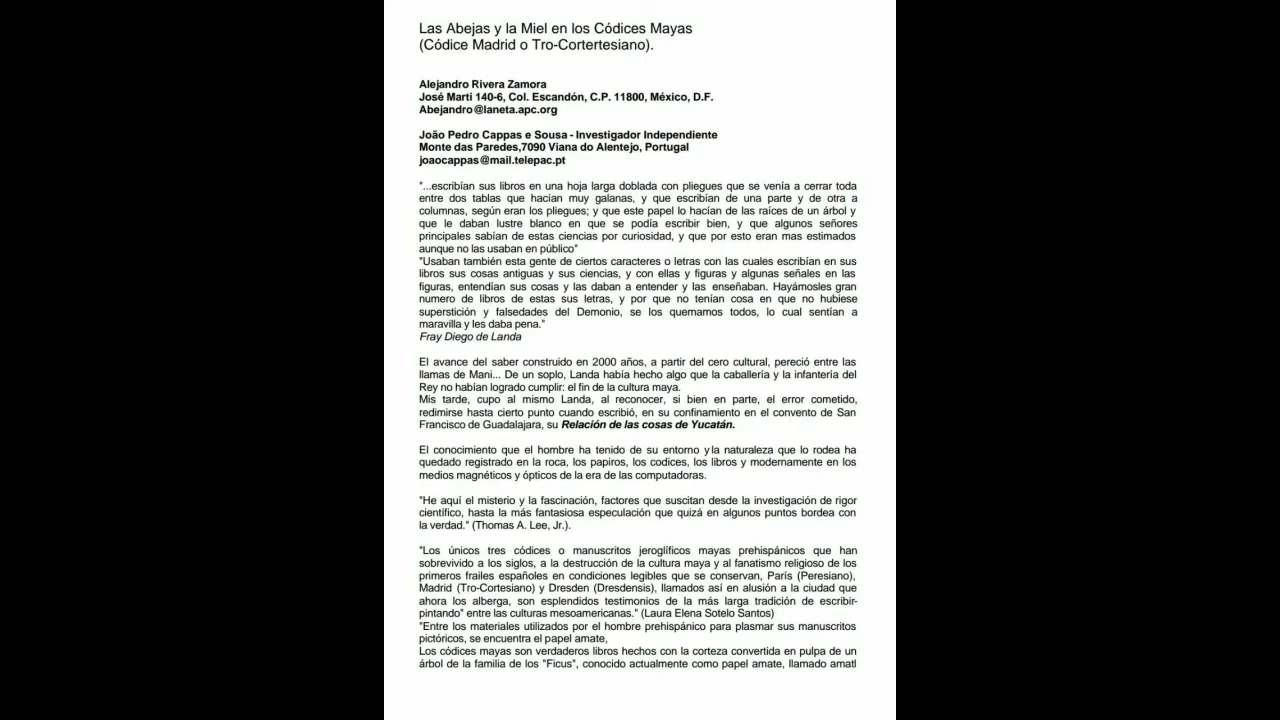 Las Abejas y la Miel en los Códices Mayas
(Códice Madrid o Tro-Cortertesiano).
Alejandro Rivera Zamora
José Marti 140-6, Col. Escandón, C.P. 11800, México, D.F.
Abejandro@laneta.apc.org
João Pedro Cappas e Sousa - Investigador Independiente
Monte das Paredes,7090 Viana do Alentejo, Portugal
joaocappas@mail.telepac.pt
"...escribían sus libros en una hoja larga doblada con pliegues que se venía a cerrar toda
entre dos tablas que hacían muy galanas, y que escribían de una parte y de otra a
columnas, según eran los pliegues; y que este papel lo hacían de las raíces de un árbol y
que le daban lustre blanco en que se podía escribir bien, y que algunos señores
principales sabían de estas ciencias por curiosidad, y que por esto eran mas estimados
aunque no las usaban en público"
"Usaban también esta gente de ciertos caracteres o letras con las cuales escribían en sus
libros sus cosas antiguas y sus ciencias, y con ellas y figuras y algunas señales en las
figuras, entendían sus cosas y las daban a entender y las enseñaban. Hayámosles gran
numero de libros de estas sus letras, y por que no tenían cosa en que no hubiese
superstición y falsedades del Demonio, se los quemamos todos, lo cual sentían a
maravilla y les daba pena."
Fray Diego de Landa
El avance del saber construido en 2000 años, a partir del cero cultural, pereció entre las
llamas de Mani... De un soplo, Landa había hecho algo que la caballería y la infantería del
Rey no habían logrado cumplir: el fin de la cultura maya.
Mis tarde, cupo al mismo Landa, al reconocer, si bien en parte, el error cometido,
redimirse hasta cierto punto cuando escribió, en su confinamiento en el convento de San
Francisco de Guadalajara, su Relación de las cosas de Yucatán.
El conocimiento que el hombre ha tenido de su entorno y la naturaleza que lo rodea ha
quedado registrado en la roca, los papiros, los codices, los libros y modernamente en los
medios magnéticos y ópticos de la era de las computadoras.
"He aquí el misterio y la fascinación, factores que suscitan desde la investigación de rigor
científico, hasta la más fantasiosa especulación que quizá en algunos puntos bordea con
la verdad." (Thomas A. Lee, Jr.).
"Los únicos tres códices o manuscritos jeroglíficos mayas prehispánicos que han
sobrevivido a los siglos, a la destrucción de la cultura maya y al fanatismo religioso de los
primeros frailes españoles en condiciones legibles que se conservan, París (Peresiano),
Madrid (Tro-Cortesiano) y Dresden (Dresdensis), llamados así en alusión a la ciudad que
ahora los alberga, son esplendidos testimonios de la más larga tradición de escribir-
pintando" entre las culturas mesoamericanas." (Laura Elena Sotelo Santos)
"Entre los materiales utilizados por el hombre prehispánico para plasmar sus manuscritos
pictóricos, se encuentra el papel amate,
Los códices mayas son verdaderos libros hechos con la corteza convertida en pulpa de un
árbol de la familia de los "Ficus", conocido actualmente como papel amate, llamado amatl